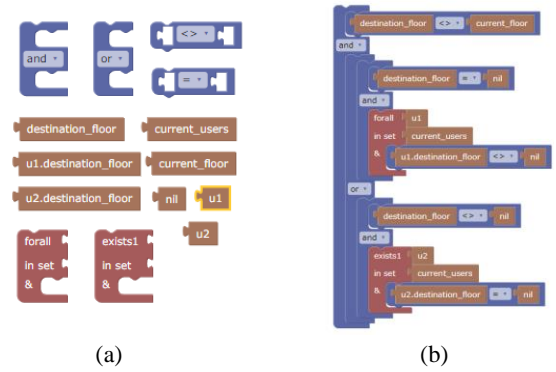 and or <>
=
destination_floor current_users
u1.destination_floor current_floor
u2.destination_floor nil u1
u2
forall exists1
in set in set
& &
(a)
destination_floor <> current_floor
and
destination_floor = nil
and
forall u1
in set current_users
& u1.destination_floor <> nil
or
destination_floor <> nil
and
exists1 u2
in set current_users
& u2.destination_floor = nil
(b)